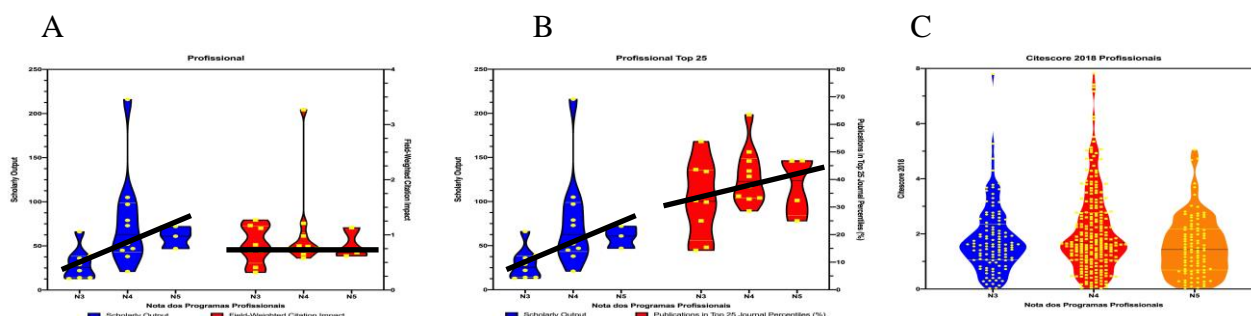 A
B
C
Profissional
250
200
150
100
50
0
Scholarly Output
4
3
2
1
0
Field-Weighted Citation Impact
N3 N4 N5 N3 N4 N5
Nota dos Programas Profissionais
Scholarly Output Field-Weighted Citation Impact
Profissional Top 25
250
200
150
100
50
0
Scholarly Output
80
70
60
50
40
30
20
10
0
Publications in Top 25 Journal Percentiles (%)
N3 N4 N5 N3 N4 N5
Nota dos Programas Profissionais
Scholarly Output Publications in Top 25 Journal Percentiles (%)
Citescore 2018 Profissionais
8
6
4
2
0
Citescore 2018
N3 N4 N5
Nota dos Programas Profissionais